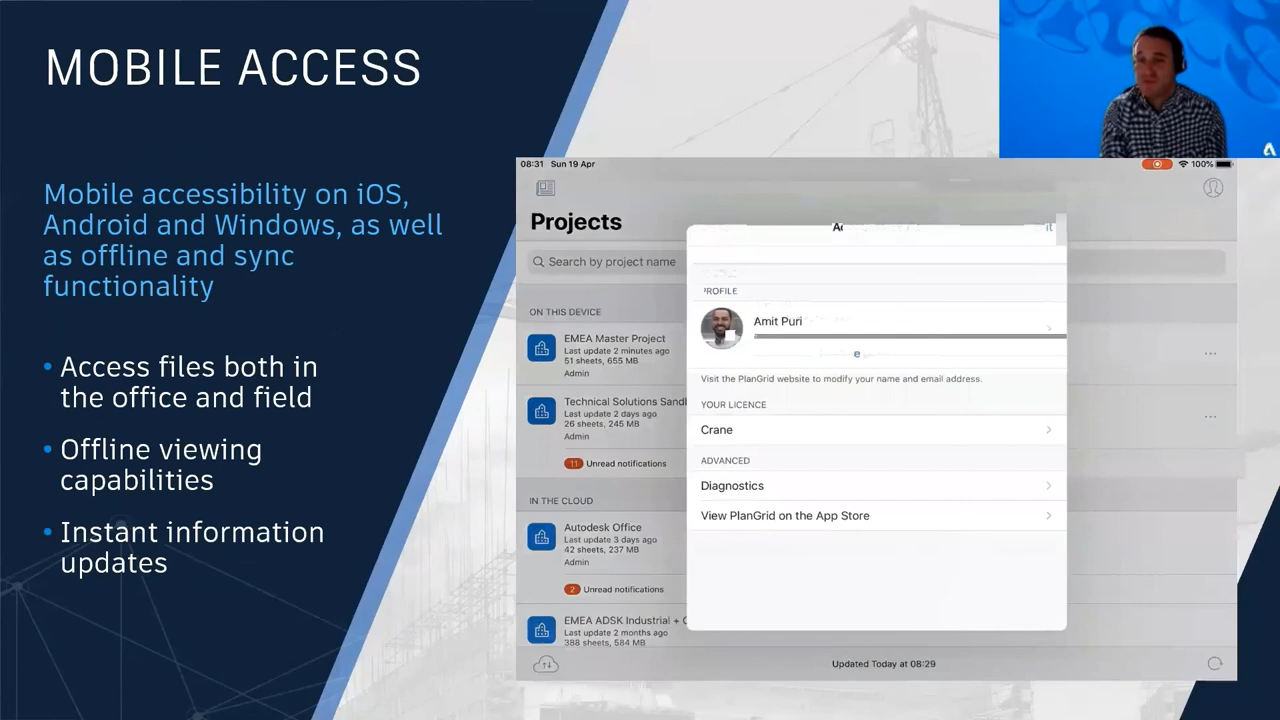 MOBILE ACCESS
Mobile accessibility on iOS,
Android and Windows, as well
as offline and sync
functionality
• Access files both in
the office and field
• Offline viewing
capabilities
• Instant information
updates
08:31 Sun 19 Apr
100%
Projects
Search by project name
ON THIS DEVICE
EMEA Master Project
Last update 2 minutes ago
51 sheets, 655 MB
Admin
Technical Solutions
Last update 2 days ago
26 sheets, 245 MB
Admin
11 Unread notifications
IN THE CLOUD
Autodesk Office
Last update 3 days ago
42 sheets, 237 MB
Admin
2 Unread notifications
EMEA ADSK Industrial +
Last update 2 months ago
388 sheets, 584 MB
PROFILE
Amit Puri
Visit the PlanGrid website to modify your name and email address.
YOUR LICENCE
Crane
ADVANCED
Diagnostics
View PlanGrid on the App Store
Updated Today at 08:29